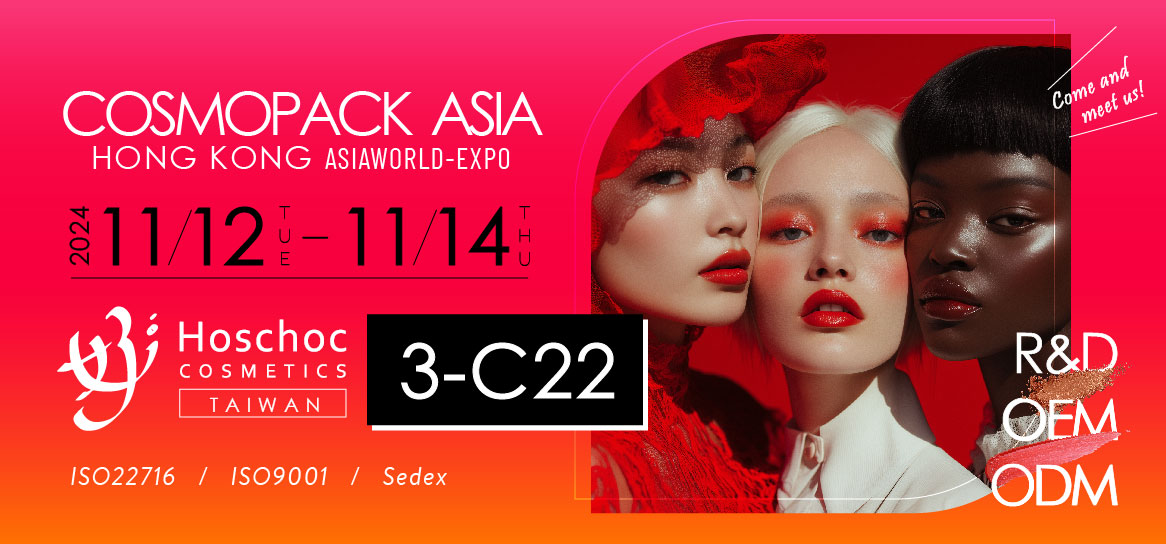 COSMOPACK ASIA
HONG KONG ASIAWORLD-EXPO
2024 11/12 TUE — 11/14 THU
Hoschoc
COSMETICS
TAIWAN
3-C22
ISO22716 / ISO9001 / Sedex
Come and
meet us!
R&D
OEM
ODM